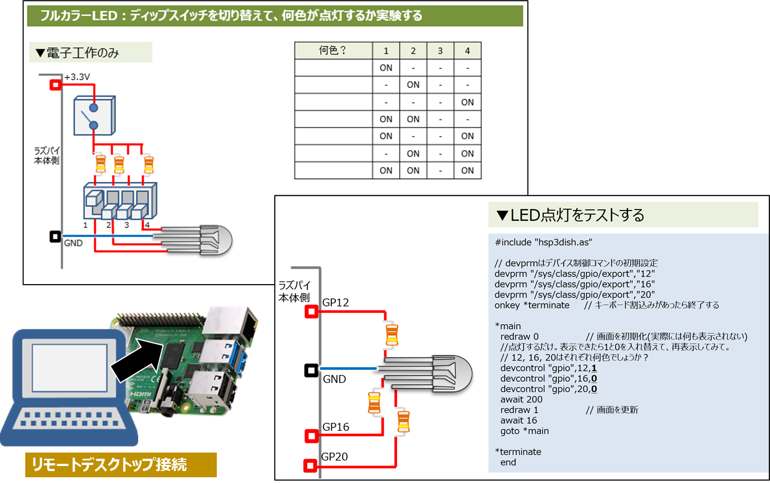 フルカラーLED：ディップスイッチを切り替えて、何色が点灯するか実験する
▼電子工作のみ
+3.3V
ラズパイ
本体側
1 2 3 4
GND
何色？ 1 2 3 4
ON - - -
- ON - -
- - - ON
ON ON - -
ON - - ON
- ON - ON
ON ON - ON
▼LED点灯をテストする
ラズパイ
本体側
GP12
GND
GP16
GP20
#include "hsp3dish.as"
// devprmはデバイス制御コマンドの初期設定
devprm "/sys/class/gpio/export","12"
devprm "/sys/class/gpio/export","16"
devprm "/sys/class/gpio/export","20"
onkey *terminate // キーボード割込みがあったら終了する
*main
redraw 0 // 画面を初期化(実際には何も表示されない)
//点灯するだけ。表示できたら1と0を入れ替えて、再表示してみて。
// 12, 16, 20はそれぞれ何色でしょうか？
devcontrol "gpio",12,1
devcontrol "gpio",16,0
devcontrol "gpio",20,0
await 200
redraw 1 // 画面を更新
await 16
goto *main
*terminate
end
HDMI
リモートデスクトップ接続